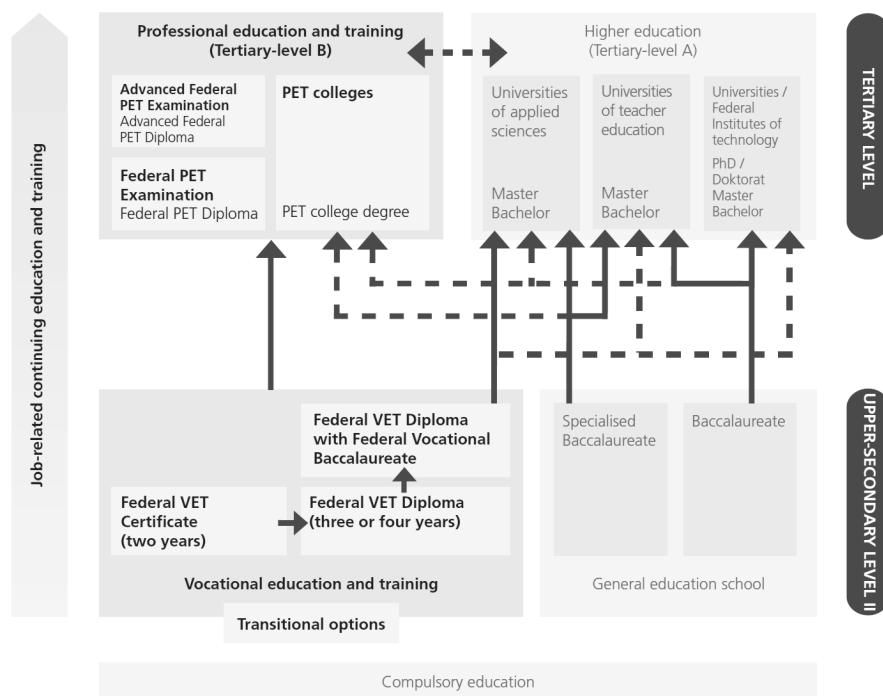 Job-related continuing education and training
Professional education and training
(Tertiary-level B)
Advanced Federal
PET Examination
Advanced Federal
PET Diploma
Federal PET
Examination
Federal PET Diploma
PET colleges
PET college degree
Higher education
(Tertiary-level A)
Universities
of applied
sciences
Master
Bachelor
Universities
of teacher
education
Master
Bachelor
Universities /
Federal
Institutes of
technology
PhD /
Doktorat
Master
Bachelor
TERTIARY LEVEL
Federal VET Diploma
with Federal Vocational
Baccalaureate
Federal VET
Certificate
(two years)
Federal VET Diploma
(three or four years)
Vocational education and training
Transitional options
Specialised
Baccalaureate
Baccalaureate
General education school
UPPER-SECONDARY LEVEL II
Compulsory education